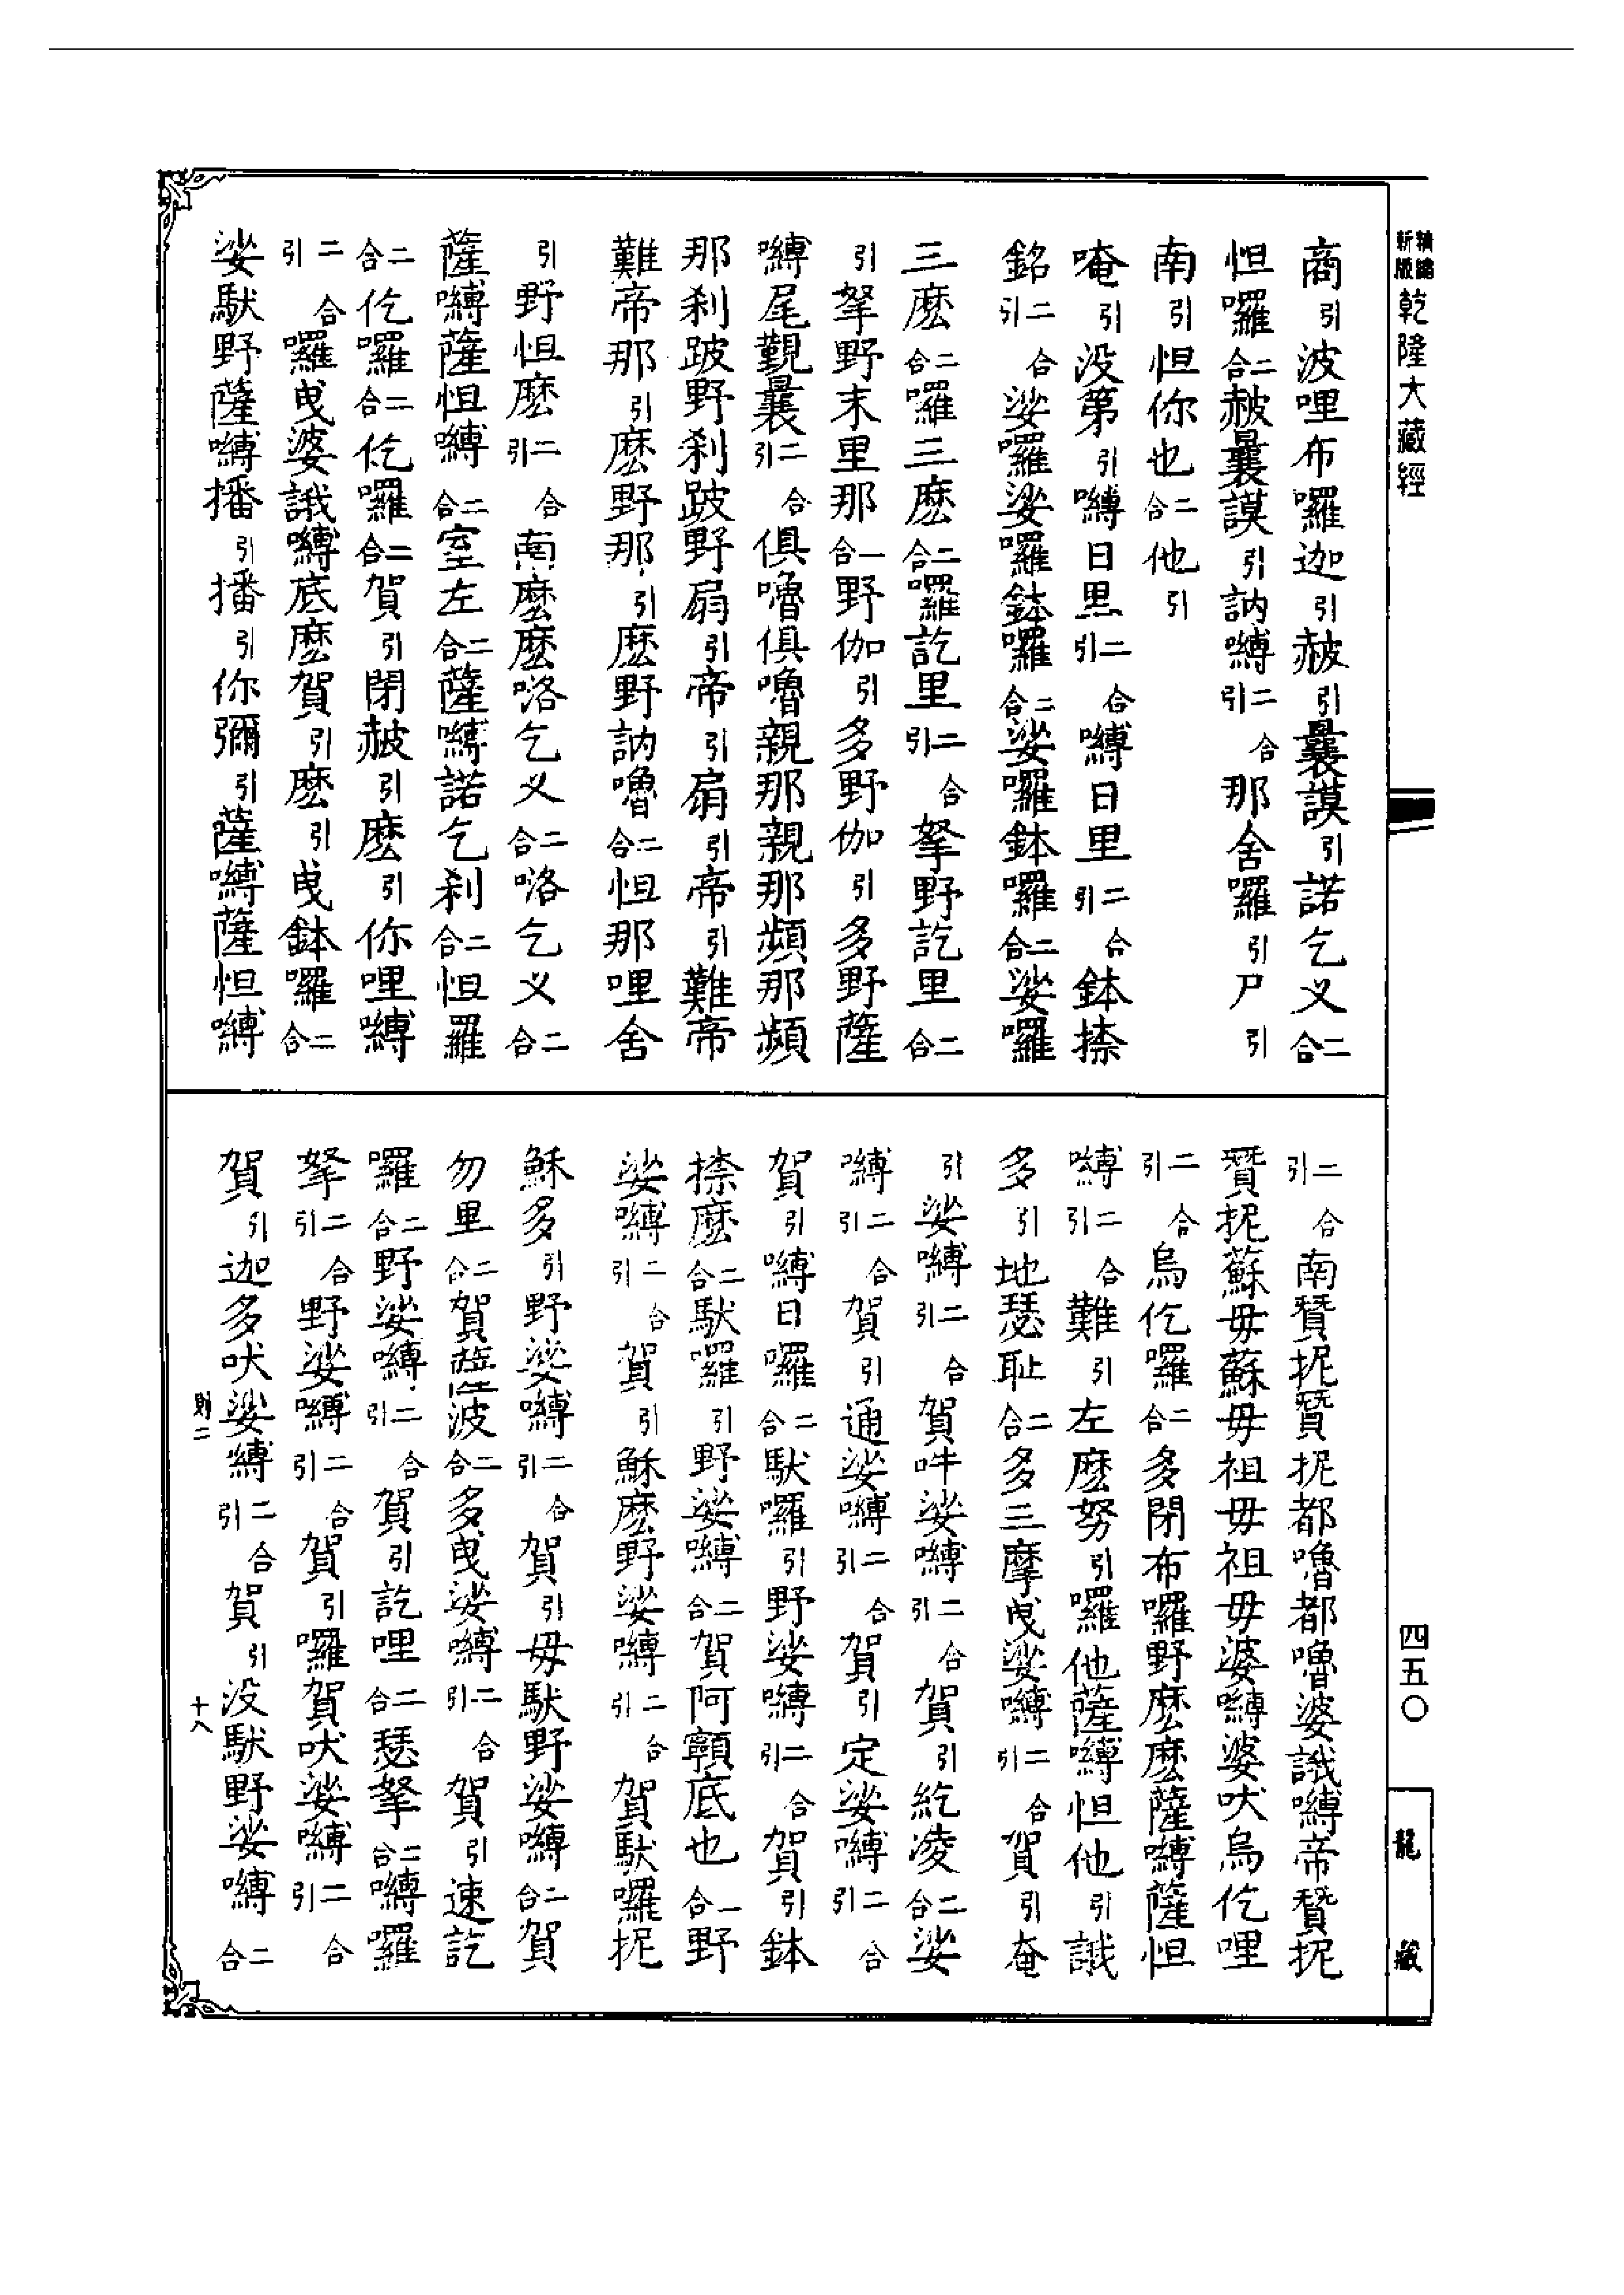 精編新版乾隆大藏經
商引波哩布囉迦引赦引曩謨引諾乞义二合
怛囉二合赦曩謨引訥嚩二合引那舍囉引尸引
南引怛你也二合他引
唵引没第引嚩日黒二合引嚩日里二合引鉢捺
銘二合引娑囉娑囉鉢囉二合娑囉鉢囉二合娑囉
三麽二合囉三麽二合囉訖里二合引拏野訖里二合
引拏野末里那一合野伽引多野伽引多野薩
嚩尾覲曩二合引俱嚕俱嚕親那親那頻那頻
那刹跛野刹跛野扇引帝引扇引帝引難帝
難帝那引麽野那引麽野訥嚕二合怛那哩舍
引野怛麽二合引南麽麽咯乞义二合咯乞义二合
薩嚩薩怛嚩二合室左二合薩嚩諾乞刹二合怛羅
二合仡囉二合仡囉二合賀引閉赦引麽引你哩嚩
二合引囉曳婆誐嚩底麽賀引麽引曳鉢囉二合
娑馱野薩嚩播引播引你彌引薩嚩薩怛嚩
二合引南贊抳贊抳都嚕都嚕婆誐嚩帝贊抳
贊抳蘇毋蘇毋祖毋祖毋婆嚩婆吠烏仡哩
二合引烏仡囉二合多閉布囉野麽麽薩嚩薩怛
嚩二合引難引左麽努引囉他薩嚩怛他引誐
多引地瑟耻二合多三摩曳娑嚩二合引賀引奄
引娑嚩二合引賀吽娑嚩二合引賀引紇凌二合娑
嚩二合引賀引通娑嚩二合引賀引定娑嚩二合引
賀引嚩日囉二合馱囉引野娑嚩二合引賀引鉢
捺麽二合馱囉引野娑嚩二合賀阿顐底也一合野
娑嚩二合引賀引穌麽野娑嚩二合引賀馱囉抳
穌多引野娑嚩二合引賀引毋馱野娑嚩二合賀
勿里二合賀薩波二合多曳娑嚩二合引賀引速訖
囉二合野娑嚩二合引賀引訖哩二合瑟拏二合嚩囉
拏二合引野娑嚩二合引賀引囉賀吠娑嚩二合引
賀引迦多吠娑嚩二合引賀引没馱野娑嚩二合
則二
十八
四五〇
龍藏